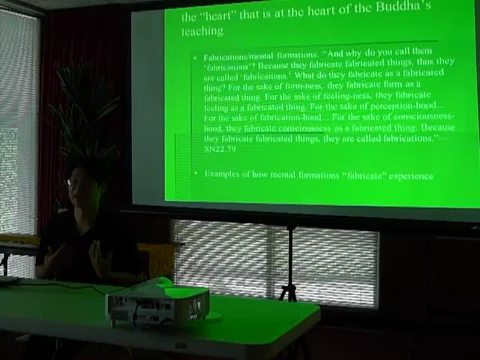 the “heart” that is at the heart of the Buddha's
teaching
• Fabrications/mental formations: “And why do you call them
‘fabrications’? Because they fabricate fabricated things, thus they
are called ‘fabrications.’ What do they fabricate as a fabricated
thing? For the sake of form-ness, they fabricate form as a
fabricated thing. For the sake of feeling-ness, they fabricate
feeling as a fabricated thing. For the sake of perception-hood...
For the sake of fabrication-hood... For the sake of consciousness-
hood, they fabricate consciousness as a fabricated thing. Because
they fabricate fabricated things, they are called fabrications.”
SN22.79
• Examples of how mental formations “fabricate” experience